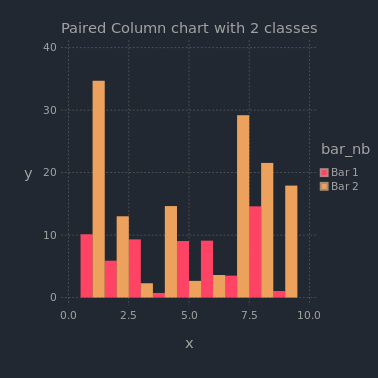 Paired Column chart with 2 classes
40
30
20
10
0
y
0.0 2.5 5.0 7.5 10.0
x
bar_nb
Bar 1
Bar 2